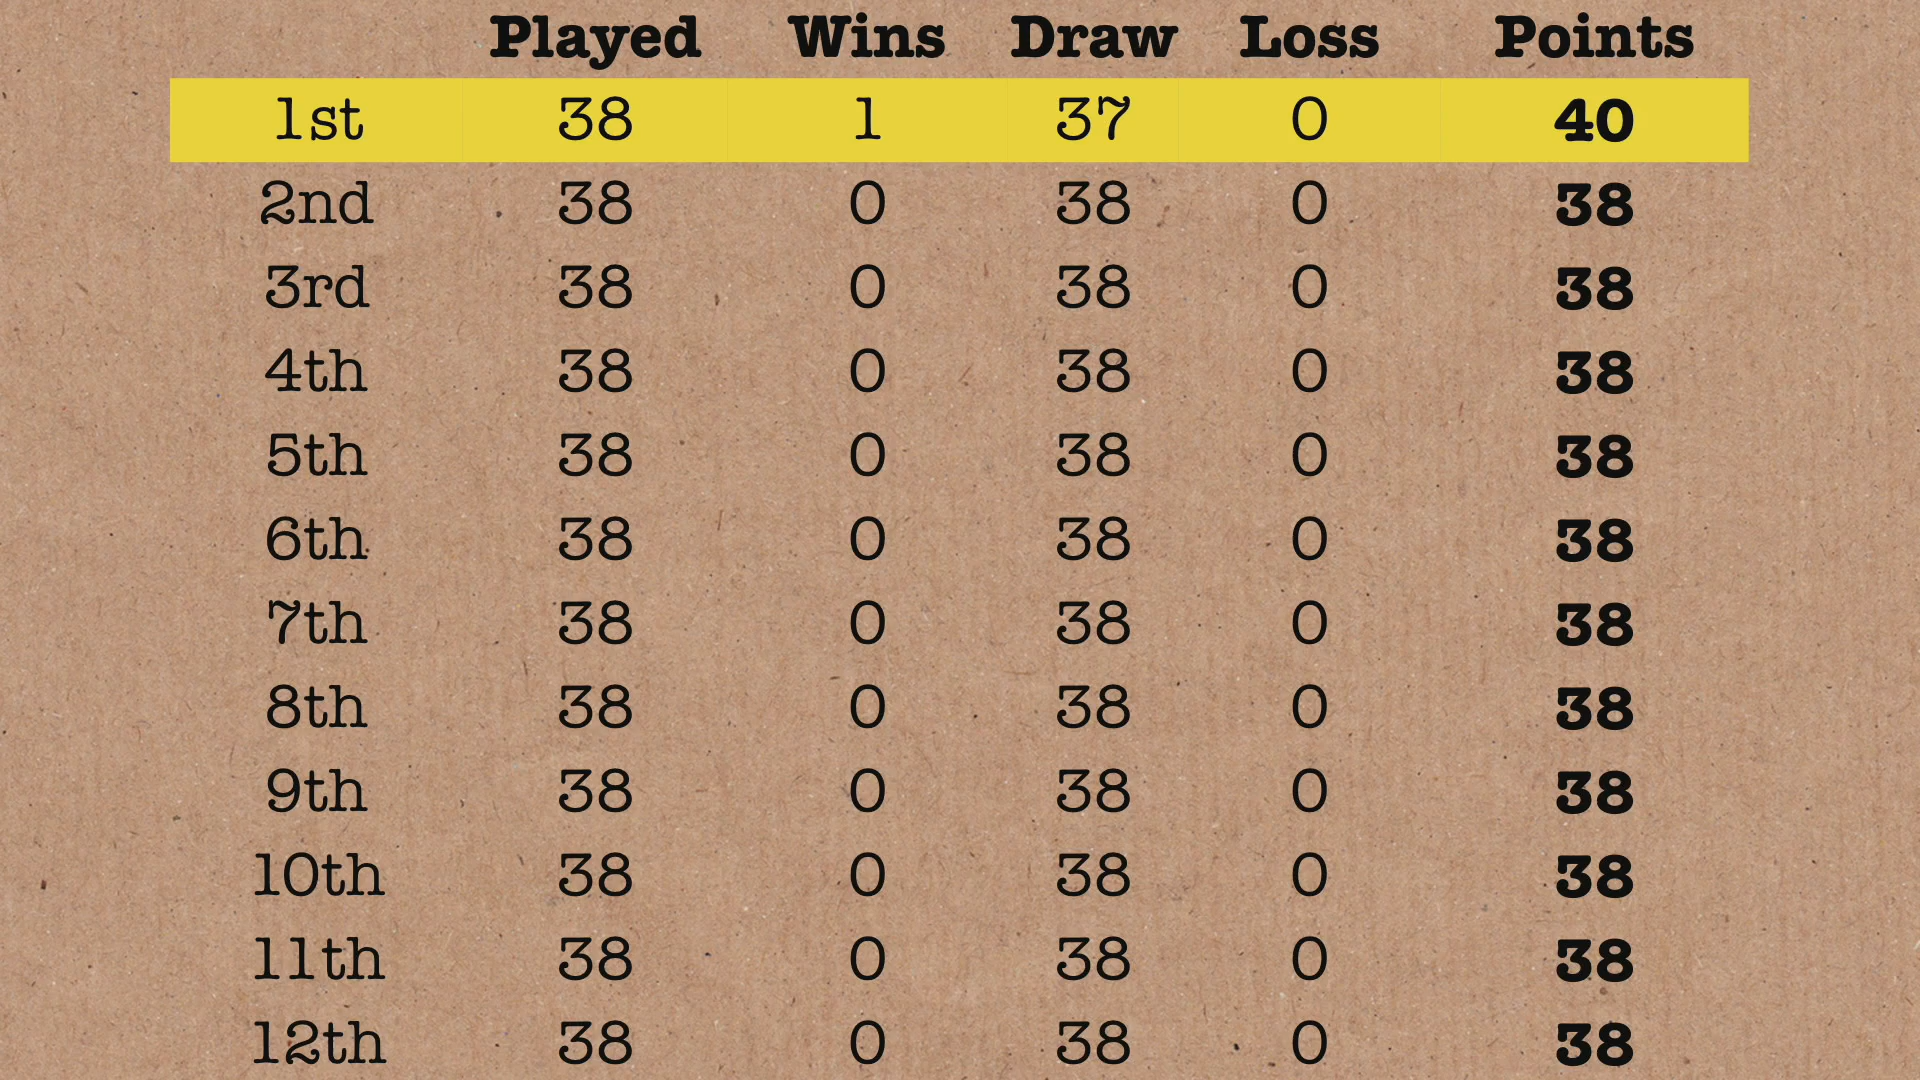 Played Wins Draw Loss Points
1st 38 1 37 0 40
2nd 38 0 38 0 38
3rd 38 0 38 0 38
4th 38 0 38 0 38
5th 38 0 38 0 38
6th 38 0 38 0 38
7th 38 0 38 0 38
8th 38 0 38 0 38
9th 38 0 38 0 38
10th 38 0 38 0 38
11th 38 0 38 0 38
12th 38 0 38 0 38